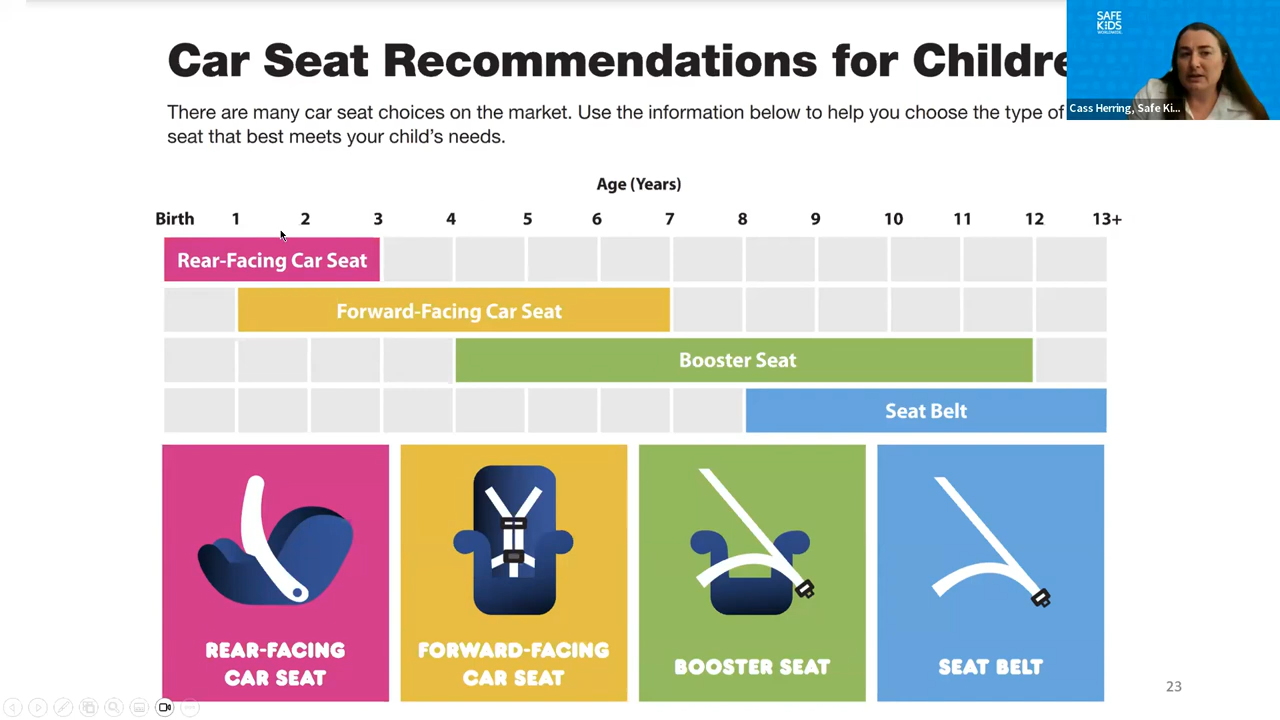 Car Seat Recommendations for Childre
There are many car seat choices on the market. Use the information below to help you choose the type of
seat that best meets your child's needs.
SAFE
KIDS
WORLDWIDE
Cass Herring, Safe Ki...
Age (Years)
Birth 1 2 3 4 5 6 7 8 9 10 11 12 13+
Rear-Facing Car Seat
Forward-Facing Car Seat
Booster Seat
Seat Belt
REAR-FACING
CAR SEAT
FORWARD-FACING
CAR SEAT
BOOSTER SEAT
SEAT BELT
23